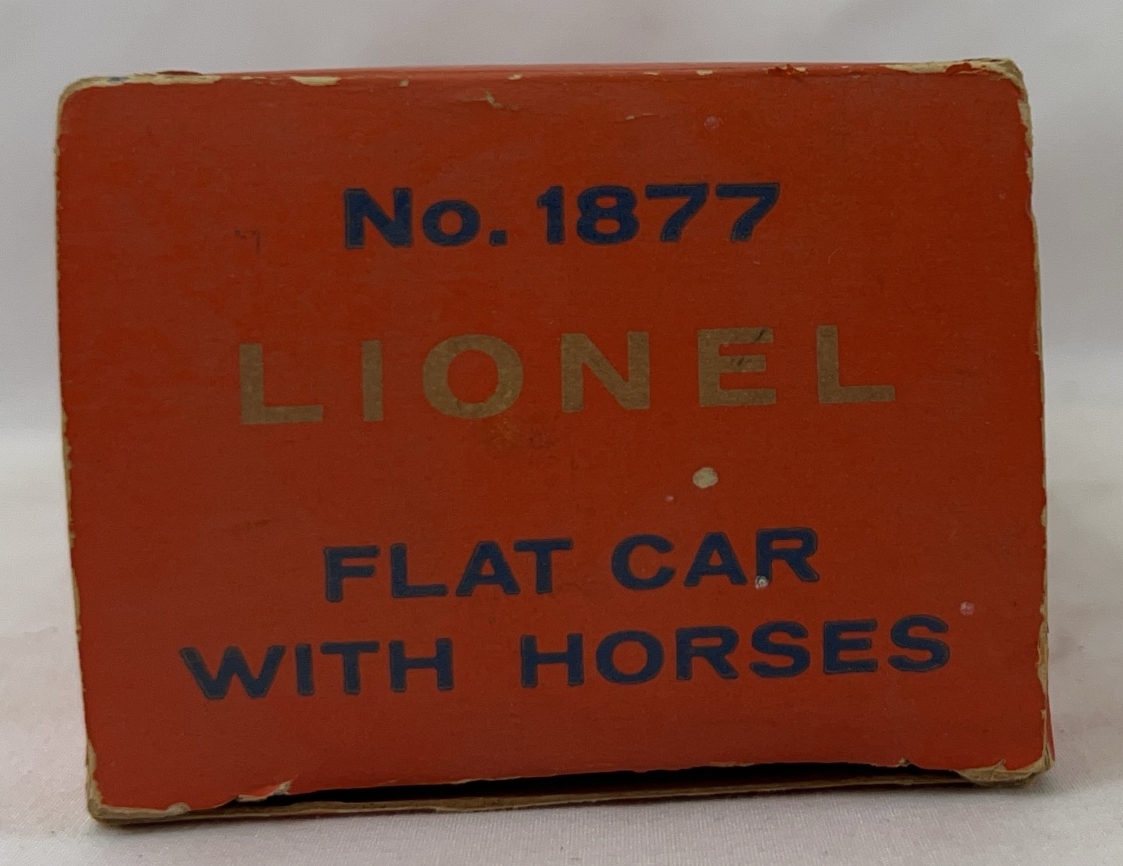 No. 1877
LIONEL
FLAT CAR
WITH HORSES